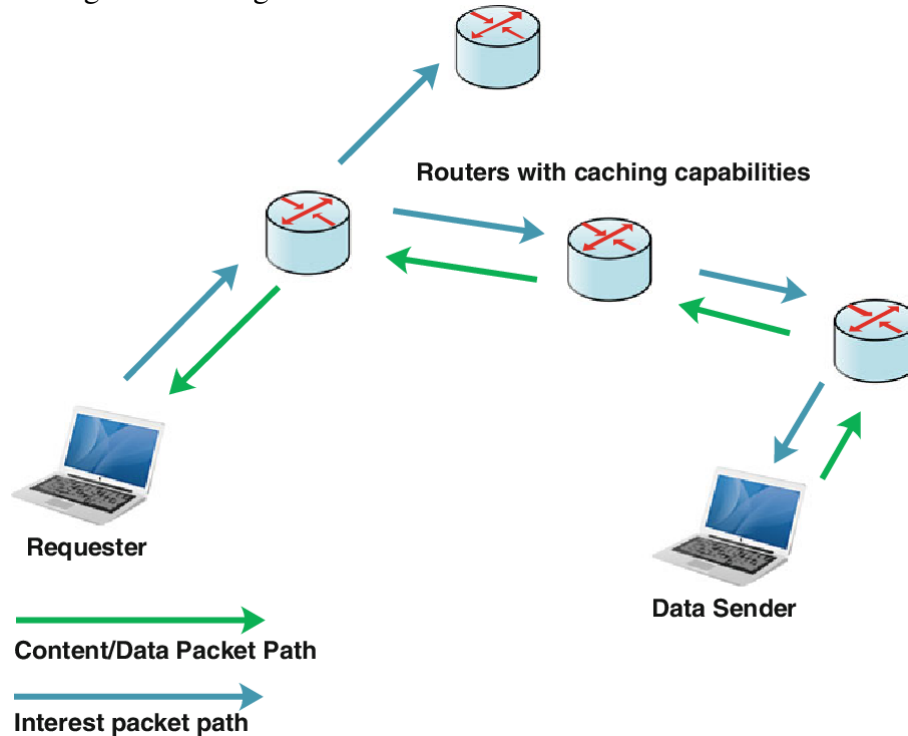 Routers with caching capabilities
Requester
Data Sender
Content/Data Packet Path
Interest packet path